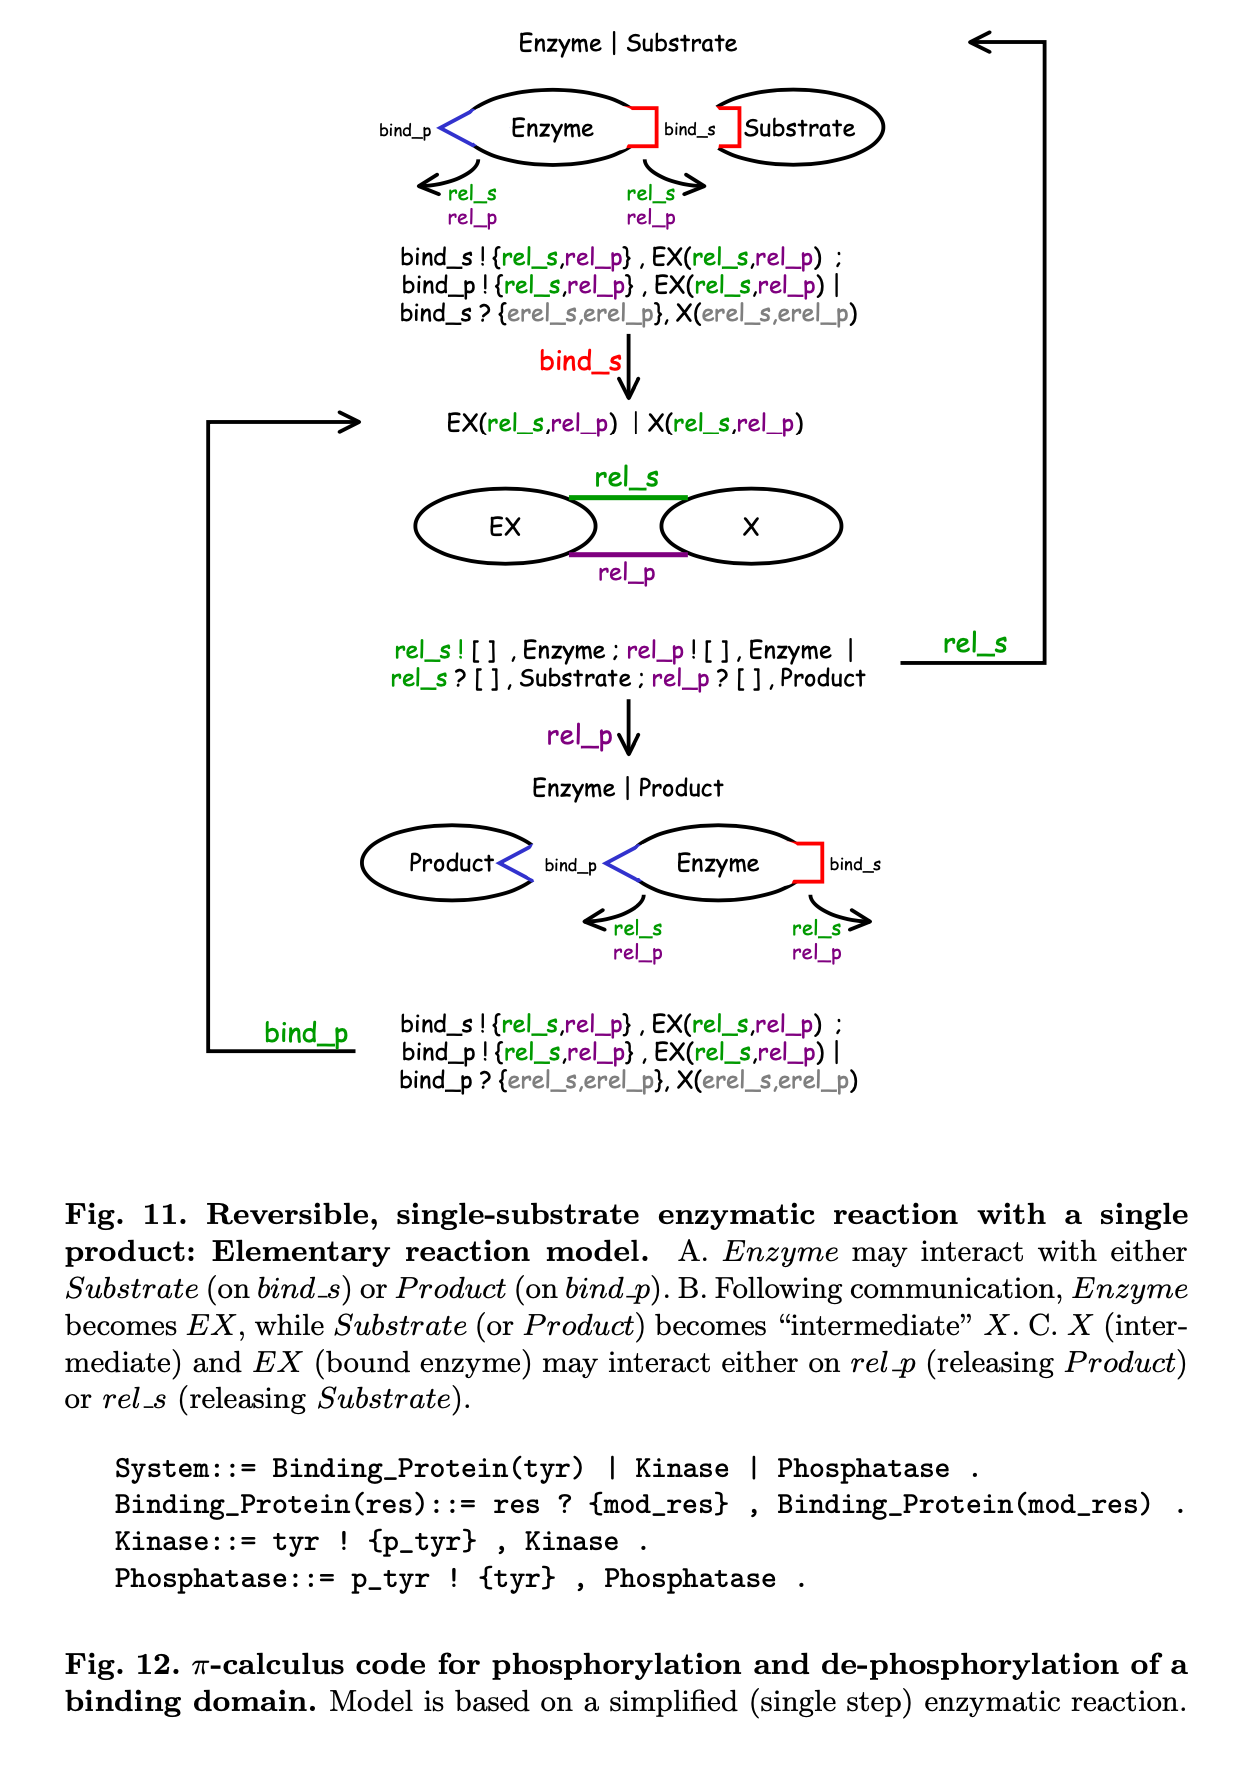 Enzyme | Substrate
bind_p Enzyme bind_s Substrate
rel_s rel_s
rel_p rel_p
bind_s ! {rel_s,rel_p} , EX(rel_s,rel_p) ;
bind_p ! {rel_s,rel_p} , EX(rel_s,rel_p) |
bind_s ? {erel_s,erel_p}, X(erel_s,erel_p)
bind_s
EX(rel_s,rel_p) | X(rel_s,rel_p)
rel_s
EX X
rel_p
rel_s ! [ ] , Enzyme ; rel_p ! [ ] , Enzyme |
rel_s ? [ ] , Substrate ; rel_p ? [ ] , Product
rel_s
rel_p
Enzyme | Product
Product bind_p Enzyme bind_s
rel_s rel_s
rel_p rel_p
bind_s ! {rel_s,rel_p} , EX(rel_s,rel_p) ;
bind_p ! {rel_s,rel_p} , EX(rel_s,rel_p) |
bind_p ? {erel_s,erel_p}, X(erel_s,erel_p)
bind_p
Fig. 11. Reversible, single-substrate enzymatic reaction with a single
product: Elementary reaction model. A. Enzyme may interact with either
Substrate (on bind_s) or Product (on bind_p). B. Following communication, Enzyme
becomes EX, while Substrate (or Product) becomes “intermediate” X. C. X (inter-
mediate) and EX (bound enzyme) may interact either on rel_p (releasing Product)
or rel_s (releasing Substrate).
System::= Binding_Protein(tyr) | Kinase | Phosphatase .
Binding_Protein(res)::= res ? {mod_res} , Binding_Protein(mod_res) .
Kinase::= tyr ! {p_tyr} , Kinase .
Phosphatase::= p_tyr ! {tyr} , Phosphatase .
Fig. 12. π-calculus code for phosphorylation and de-phosphorylation of a
binding domain. Model is based on a simplified (single step) enzymatic reaction.